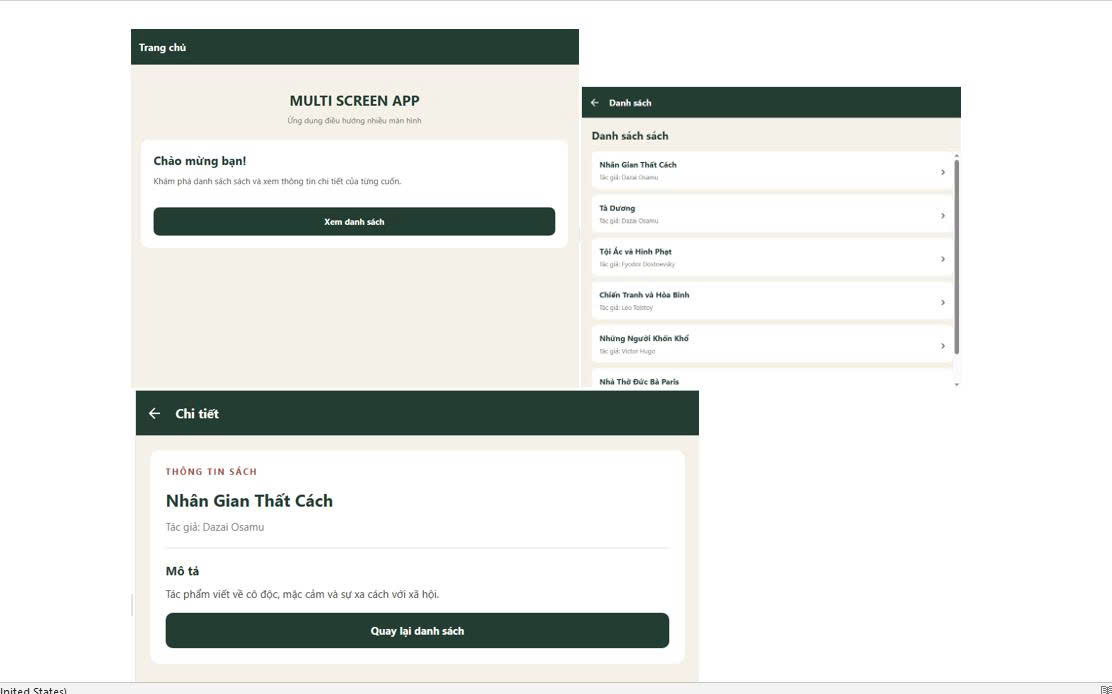 Trang chủ
MULTI SCREEN APP
Ứng dụng điều hướng nhiều màn hình
Chào mừng bạn!
Khám phá danh sách sách và xem thông tin chi tiết của từng cuốn.
Xem danh sách
← Danh sách
Danh sách sách
Nhân Gian Thất Cách
Tác giả: Dazai Osamu
Tà Dương
Tác giả: Dazai Osamu
Tội Ác và Hình Phạt
Tác giả: Fyodor Dostoevsky
Chiến Tranh và Hòa Bình
Tác giả: Leo Tolstoy
Những Người Khốn Khổ
Tác giả: Victor Hugo
Nhà Thờ Đức Bà Paris
← Chi tiết
THÔNG TIN SÁCH
Nhân Gian Thất Cách
Tác giả: Dazai Osamu
Mô tả
Tác phẩm viết về cô độc, mặc cảm và sự xa cách với xã hội.
Quay lại danh sách
United States)